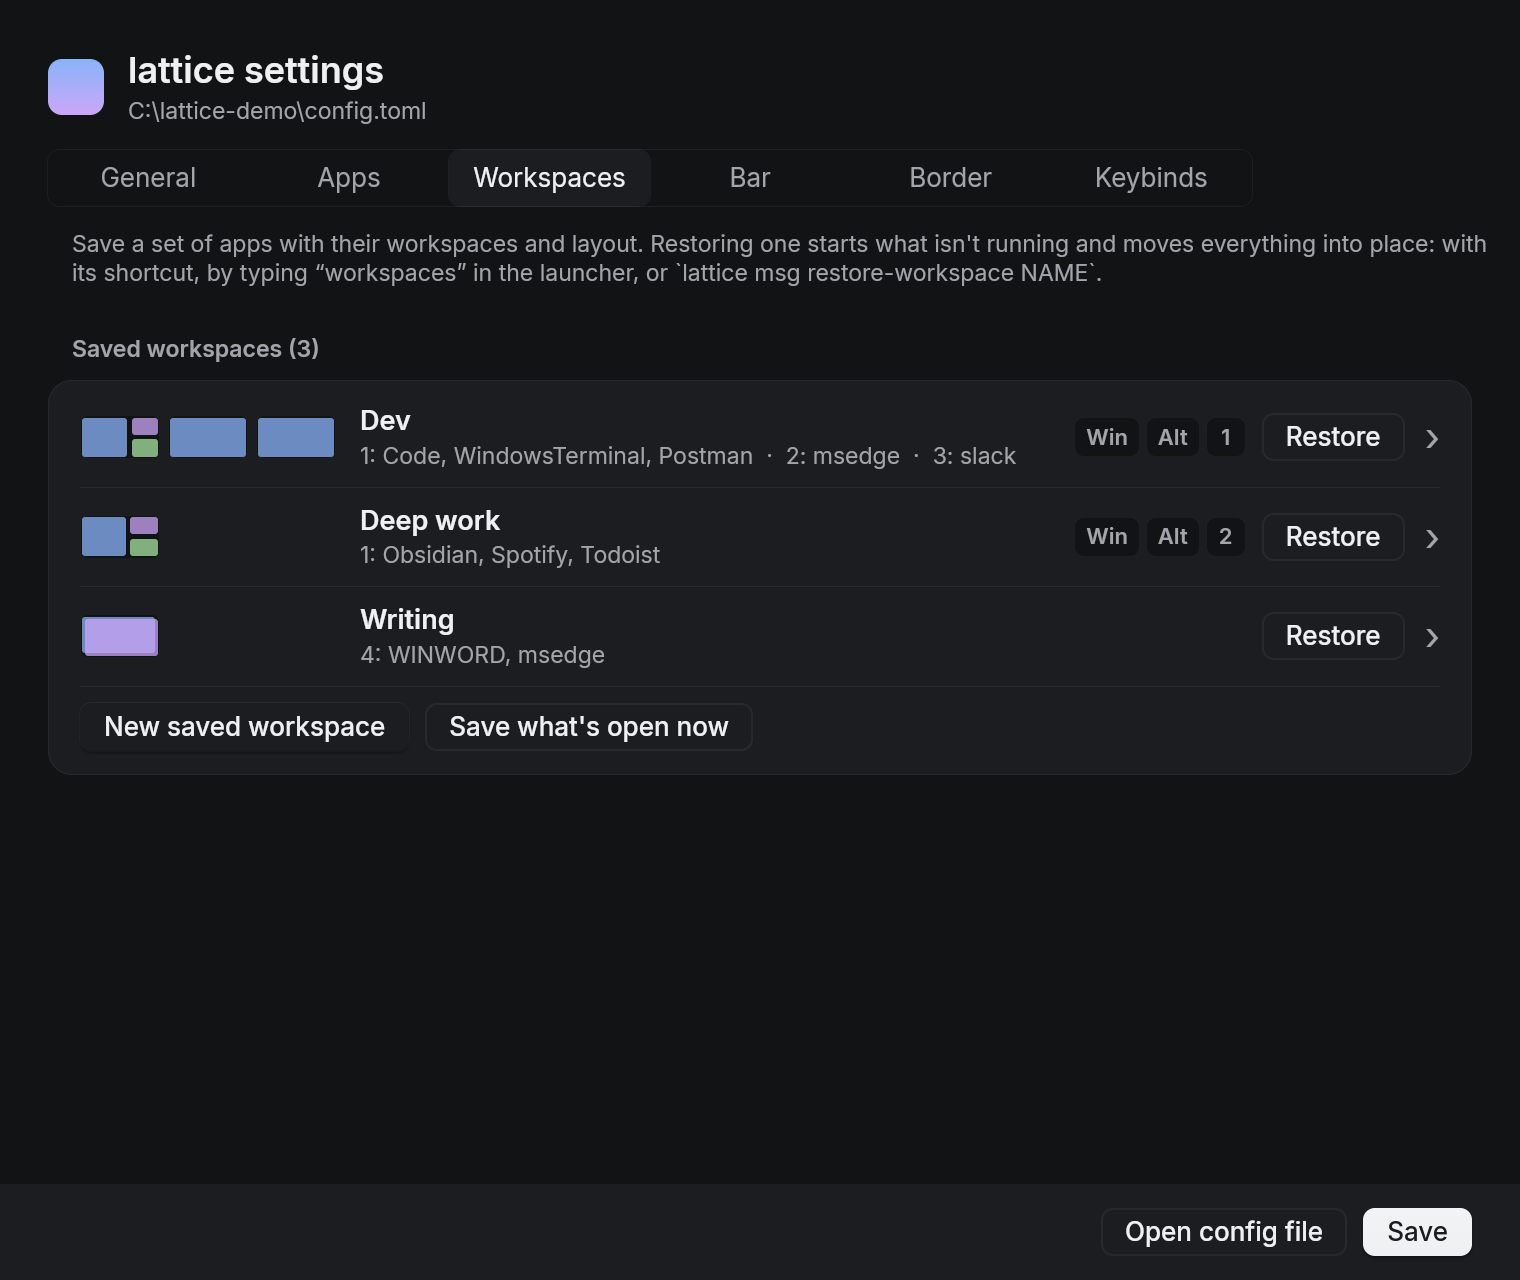 lattice settings
C:\lattice-demo\config.toml
General Apps Workspaces Bar Border Keybinds
Save a set of apps with their workspaces and layout. Restoring one starts what isn't running and moves everything into place: with
its shortcut, by typing “workspaces” in the launcher, or `lattice msg restore-workspace NAME`.
Saved workspaces (3)
Dev
1: Code, WindowsTerminal, Postman · 2: msedge · 3: slack
Win Alt 1 Restore
Deep work
1: Obsidian, Spotify, Todoist
Win Alt 2 Restore
Writing
4: WINWORD, msedge
Restore
New saved workspace Save what's open now
Open config file Save